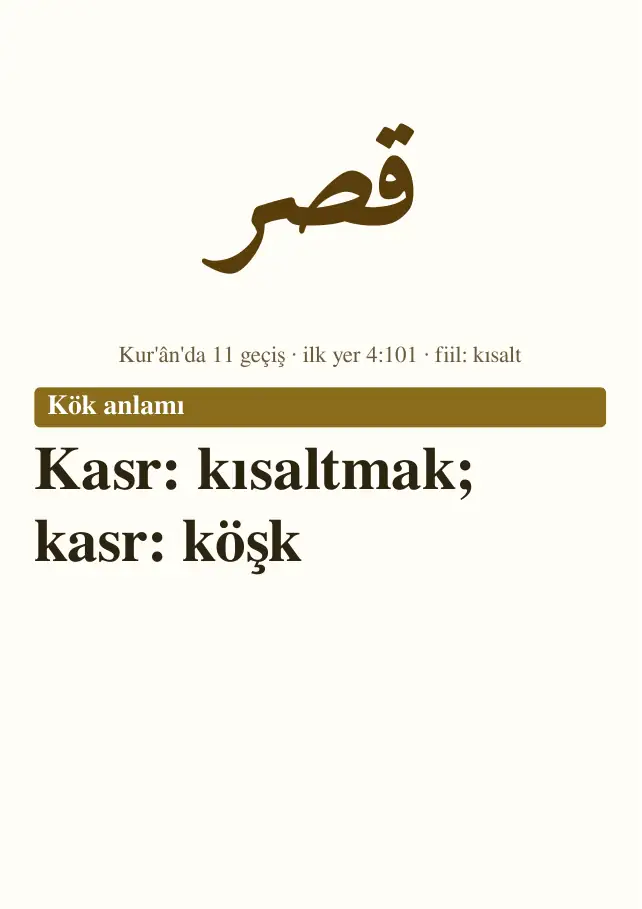 قصر
Kur'ân'da 11 geçiş · ilk yer 4:101 · fiil: kısalt
Kök anlamı
Kasr: kısaltmak;
kasr: köşk